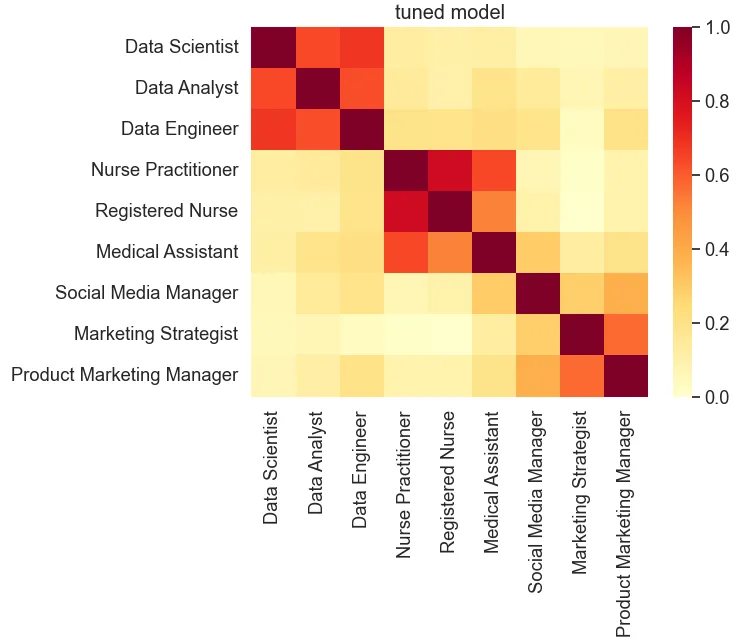 tuned model
Data Scientist
Data Analyst
Data Engineer
Nurse Practitioner
Registered Nurse
Medical Assistant
Social Media Manager
Marketing Strategist
Product Marketing Manager
1.0
0.8
0.6
0.4
0.2
0.0
Data Scientist
Data Analyst
Data Engineer
Nurse Practitioner
Registered Nurse
Medical Assistant
Social Media Manager
Marketing Strategist
Product Marketing Manager